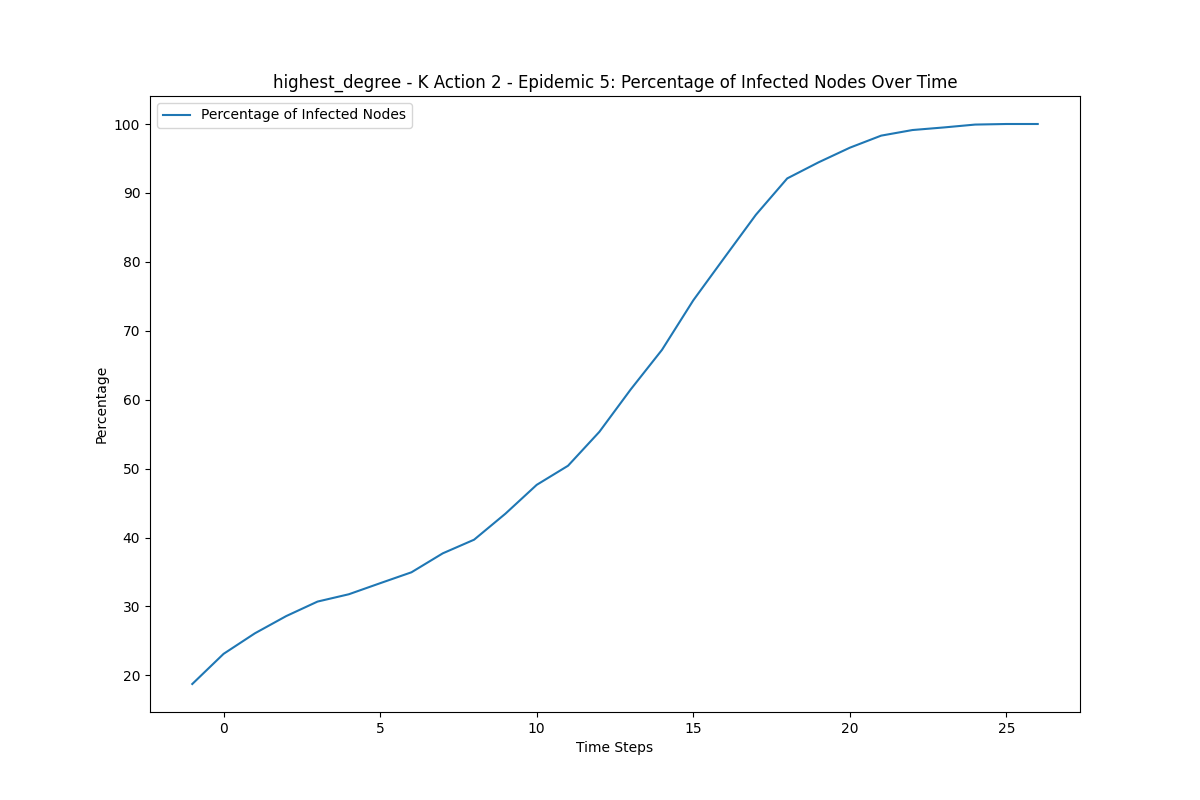 highest_degree - K Action 2 - Epidemic 5: Percentage of Infected Nodes Over Time
Percentage of Infected Nodes
100
90
80
70
60
50
40
30
20
Percentage
0 5 10 15 20 25
Time Steps